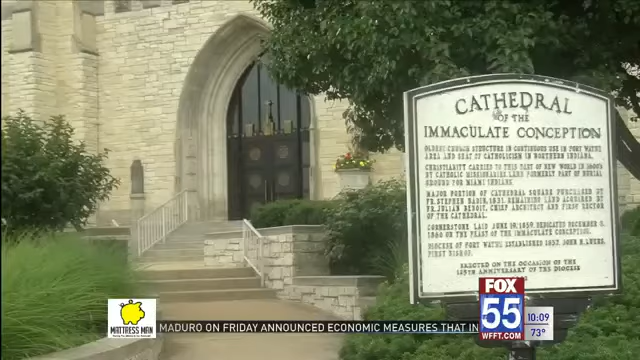 CATHEDRAL
OF THE
IMMACULATE CONCEPTION
OLDEST CHURCH STRUCTURE IN CONTINUOUS USE IN FORT WAYNE
AREA AND SEAT OF CATHOLICISM IN NORTHERN INDIANA.
CHRISTIANITY CARRIED TO THIS PART OF NEW WORLD IN 1600'S
BY CATHOLIC MISSIONARIES. LAND FORMERLY PART OF BURIAL
GROUND FOR MIAMI INDIANS.
MAJOR PORTION OF CATHEDRAL SQUARE PURCHASED BY
FR. STEPHEN BADIN, 1831. REMAINING LAND ACQUIRED BY
FR. JULIAN BENOIT, CHIEF ARCHITECT AND FIRST RECTOR
OF THE CATHEDRAL.
CORNERSTONE LAID JUNE 19, 1859. DEDICATED DECEMBER 8,
1860 ON THE FEAST OF THE IMMACULATE CONCEPTION.
DIOCESE OF FORT WAYNE ESTABLISHED 1857. JOHN H. LUERS,
FIRST BISHOP.
ERECTED ON THE OCCASION OF THE
125TH ANNIVERSARY OF THE DIOCESE
FOX
55
WFFT.COM
10:09
73°
MATTRESS
MAN
MADURO ON FRIDAY ANNOUNCED ECONOMIC MEASURES THAT IN